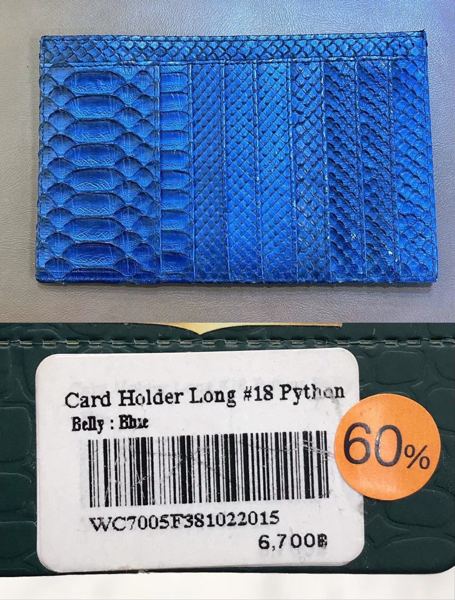 Card Holder Long #18 Python
Belly : Blue
60%
WC7005F381022015
6,700฿